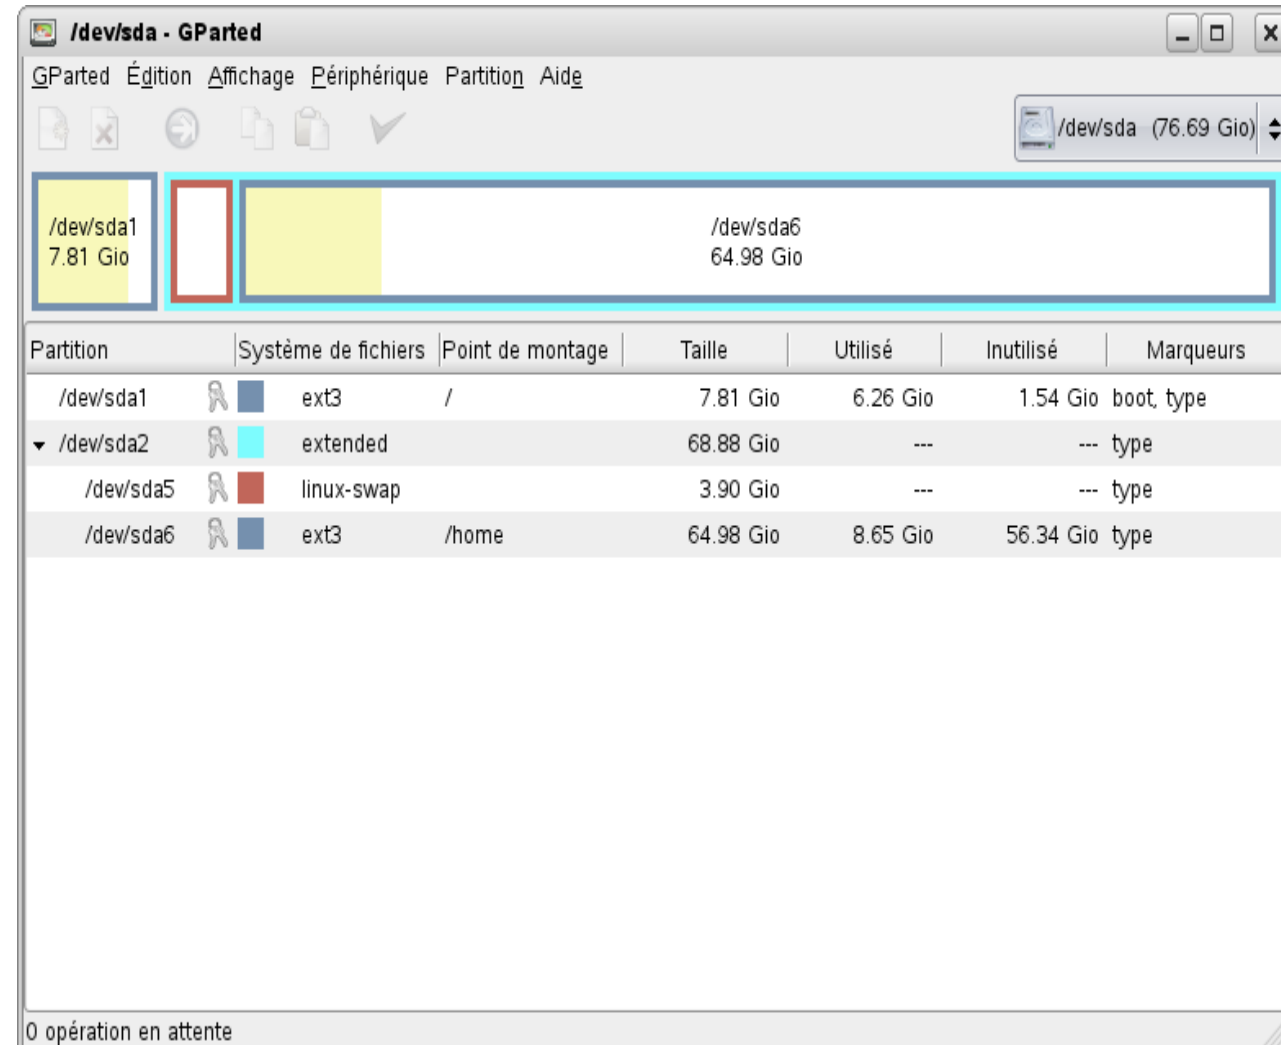 /dev/sda - GParted
GParted Édition Affichage Périphérique Partition Aide
/dev/sda (76.69 Gio)
/dev/sda1
7.81 Gio
/dev/sda6
64.98 Gio
Partition Système de fichiers Point de montage Taille Utilisé Inutilisé Marqueurs
/dev/sda1 ext3 / 7.81 Gio 6.26 Gio 1.54 Gio boot, type
/dev/sda2 extended 68.88 Gio --- --- type
/dev/sda5 linux-swap 3.90 Gio --- --- type
/dev/sda6 ext3 /home 64.98 Gio 8.65 Gio 56.34 Gio type
0 opération en attente